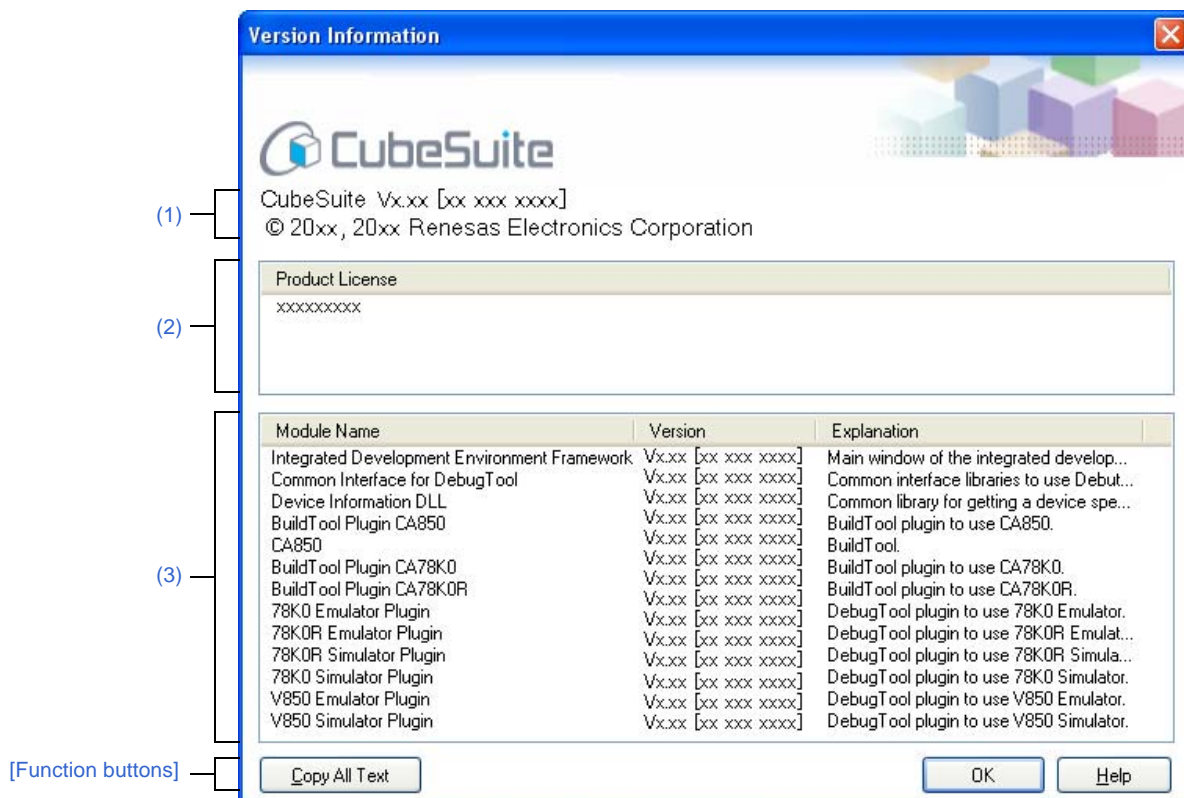 Version Information
CubeSuite
(1)
CubeSuite Vx.xx [xx xxx xxxx]
© 20xx, 20xx Renesas Electronics Corporation
(2)
Product License
xxxxxxxxx
(3)
Module Name Version Explanation
Integrated Development Environment Framework Vx.xx [xx xxx xxxx] Main window of the integrated develop...
Common Interface for DebugTool Vx.xx [xx xxx xxxx] Common interface libraries to use Debut...
Device Information DLL Vx.xx [xx xxx xxxx] Common library for getting a device spe...
BuildTool Plugin CA850 Vx.xx [xx xxx xxxx] BuildTool plugin to use CA850.
CA850 Vx.xx [xx xxx xxxx] BuildTool.
BuildTool Plugin CA78K0 Vx.xx [xx xxx xxxx] BuildTool plugin to use CA78K0.
BuildTool Plugin CA78K0R Vx.xx [xx xxx xxxx] BuildTool plugin to use CA78K0R.
78K0 Emulator Plugin Vx.xx [xx xxx xxxx] DebugTool plugin to use 78K0 Emulator.
78K0R Emulator Plugin Vx.xx [xx xxx xxxx] DebugTool plugin to use 78K0R Emulat...
78K0R Simulator Plugin Vx.xx [xx xxx xxxx] DebugTool plugin to use 78K0R Simula...
78K0 Simulator Plugin Vx.xx [xx xxx xxxx] DebugTool plugin to use 78K0 Simulator.
V850 Emulator Plugin Vx.xx [xx xxx xxxx] DebugTool plugin to use V850 Emulator.
V850 Simulator Plugin Vx.xx [xx xxx xxxx] DebugTool plugin to use V850 Simulator.
[Function buttons]
Copy All Text OK Help